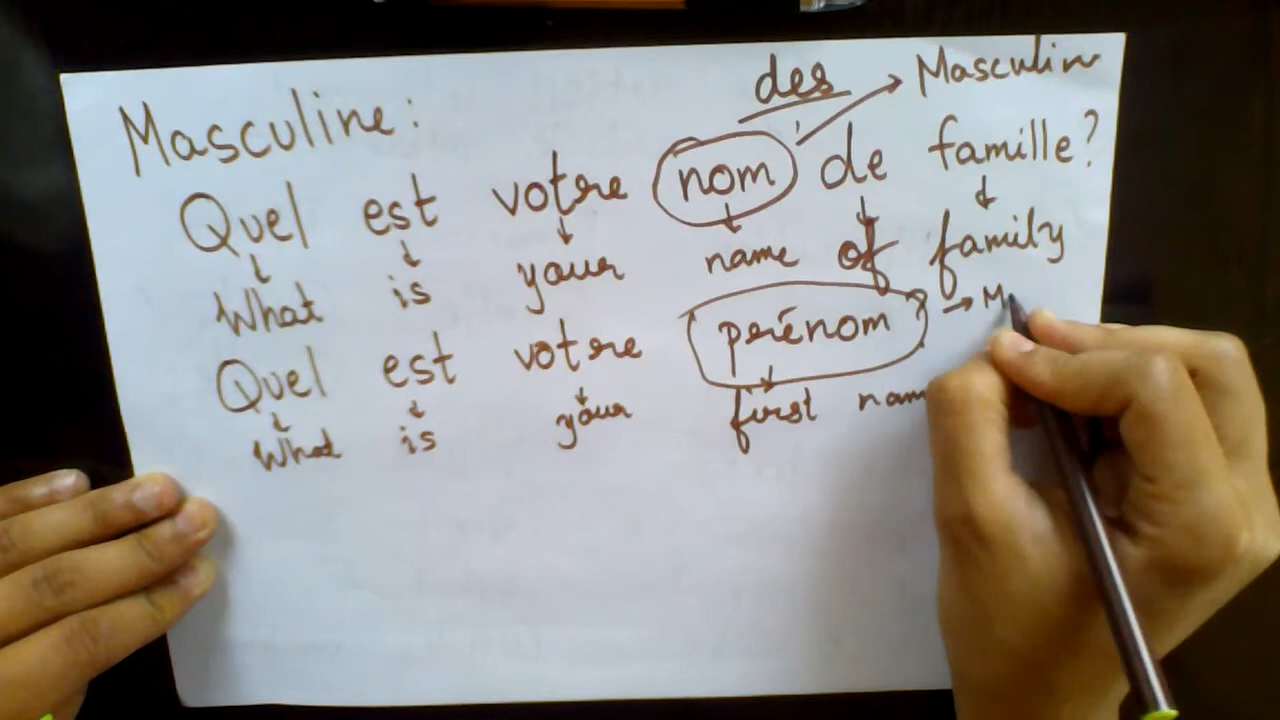 des Masculin
Masculine:
Quel est votre nom de famille?
What is your name of family
Quel est votre prénom → M
What is your first nam